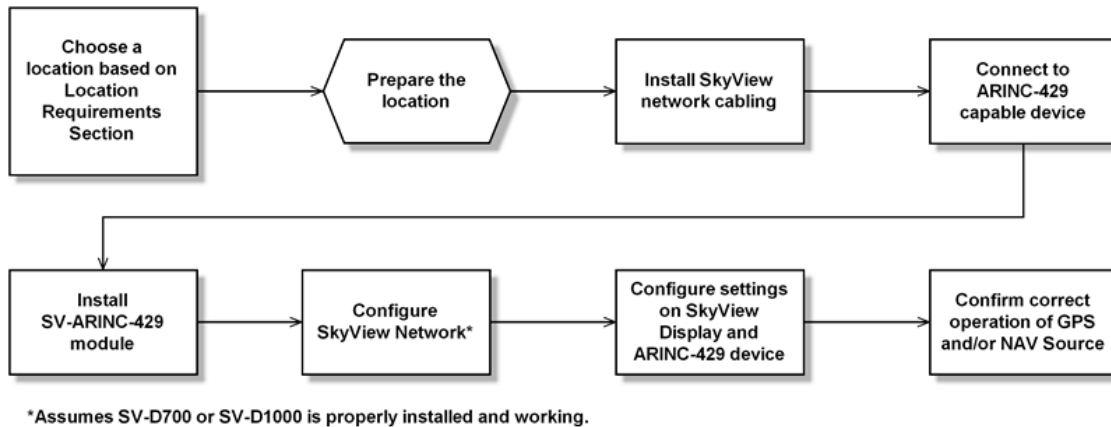 Choose a
location based on
Location
Requirements
Section
Prepare the
location
Install SkyView
network cabling
Connect to
ARINC-429
capable device
Install
SV-ARINC-429
module
Configure
SkyView Network*
Configure settings
on SkyView
Display and
ARINC-429 device
Confirm correct
operation of GPS
and/or NAV Source
*Assumes SV-D700 or SV-D1000 is properly installed and working.